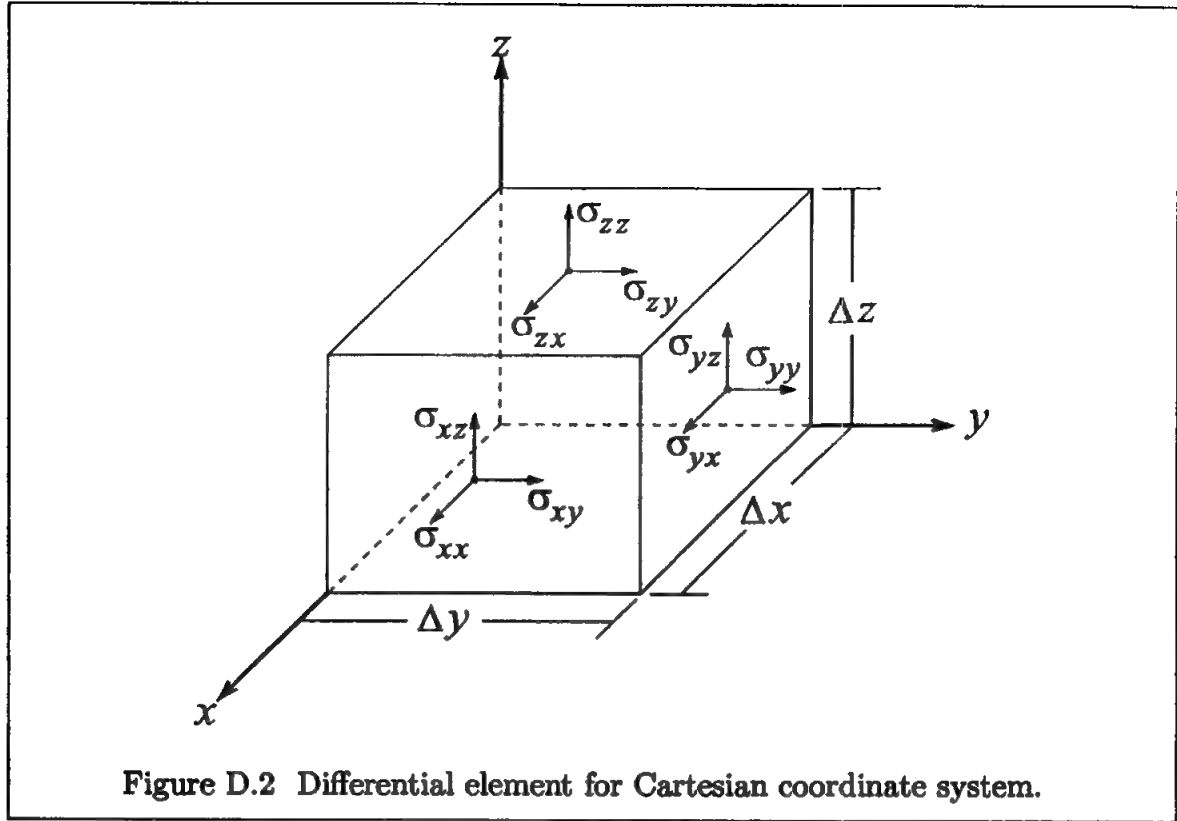 z
σzz
σzy
σzx
Δz
σyz σyy
σxz
y
σyx
σxy
Δx
σxx
Δy
x
Figure D.2 Differential element for Cartesian coordinate system.